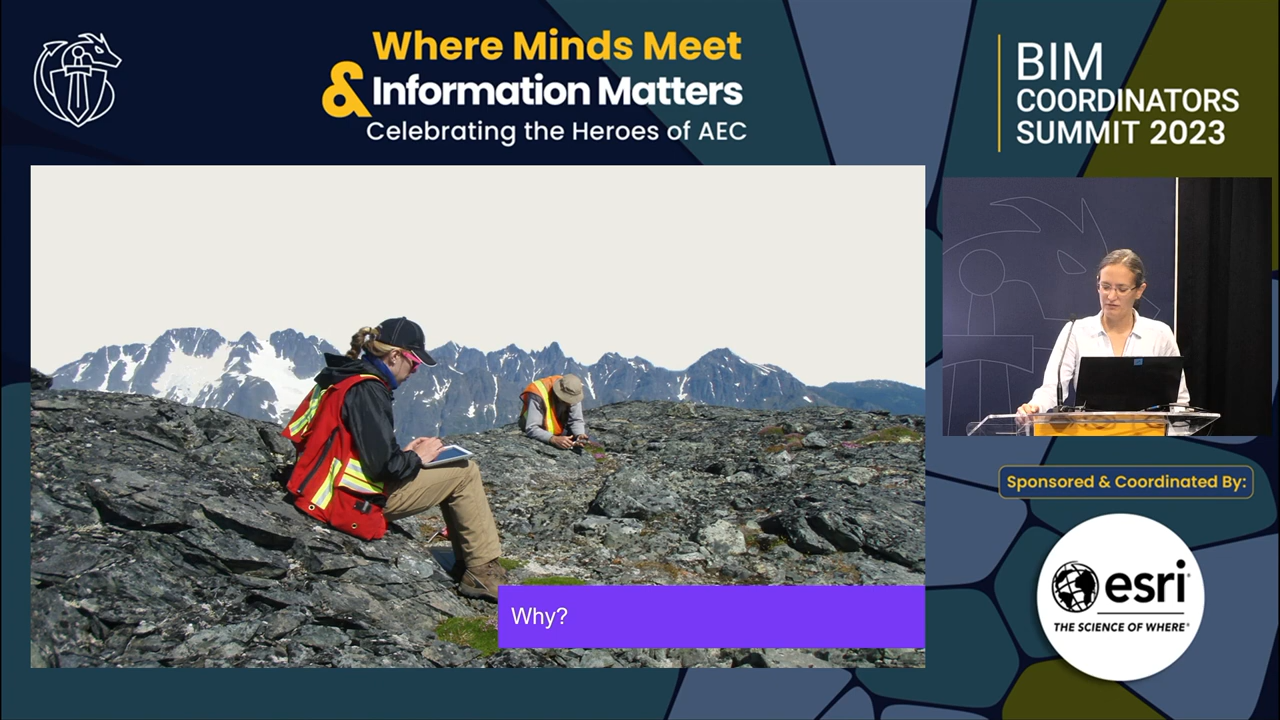 Where Minds Meet
& Information Matters
Celebrating the Heroes of AEC
BIM
COORDINATORS
SUMMIT 2023
Why?
Sponsored & Coordinated By:
esri
THE SCIENCE OF WHERE®